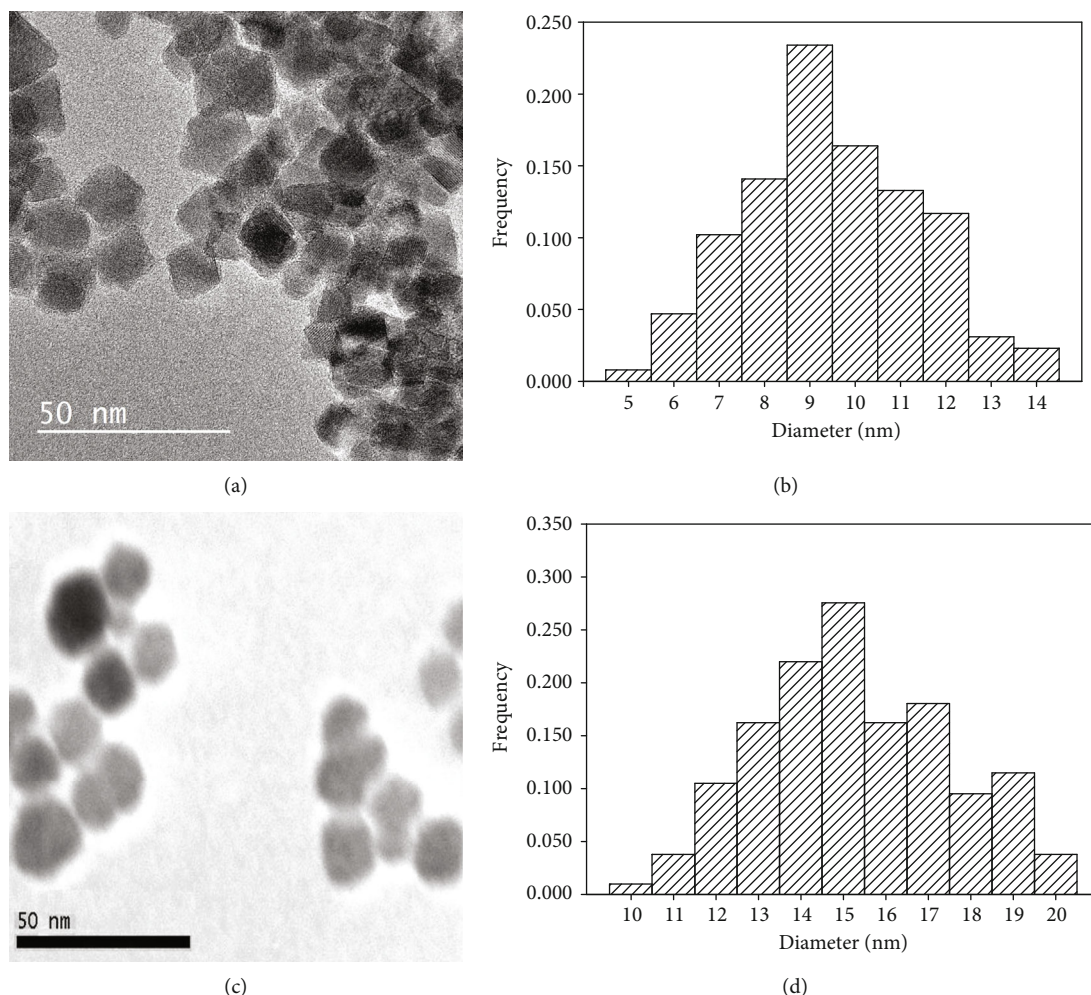 50 nm
(a)
0.250
0.200
0.150
0.100
0.050
0.000
Frequency
5 6 7 8 9 10 11 12 13 14
Diameter (nm)
(b)
50 nm
(c)
0.350
0.300
0.250
0.200
0.150
0.100
0.050
0.000
Frequency
10 11 12 13 14 15 16 17 18 19 20
Diameter (nm)
(d)